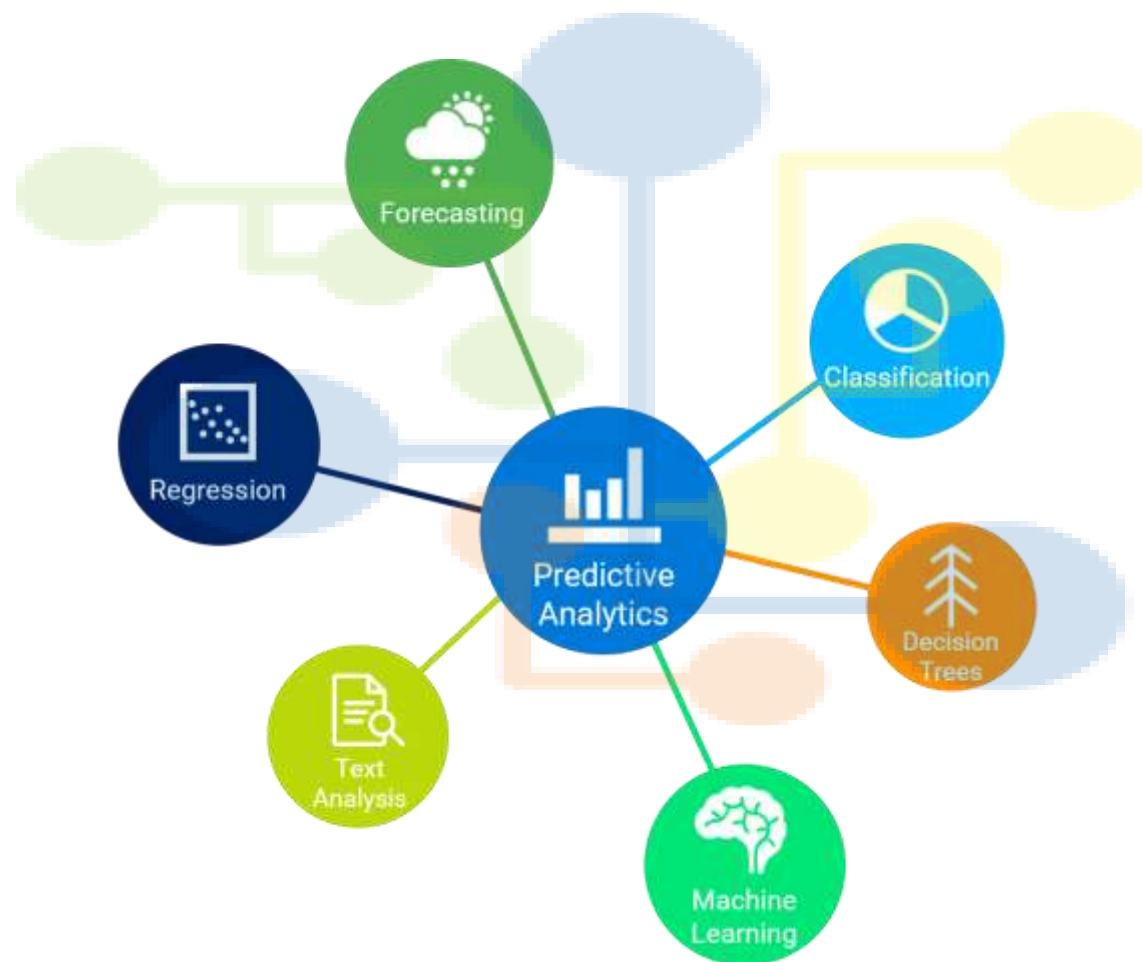 Forecasting
Classification
Regression
Predictive
Analytics
Decision
Trees
Text
Analysis
Machine
Learning